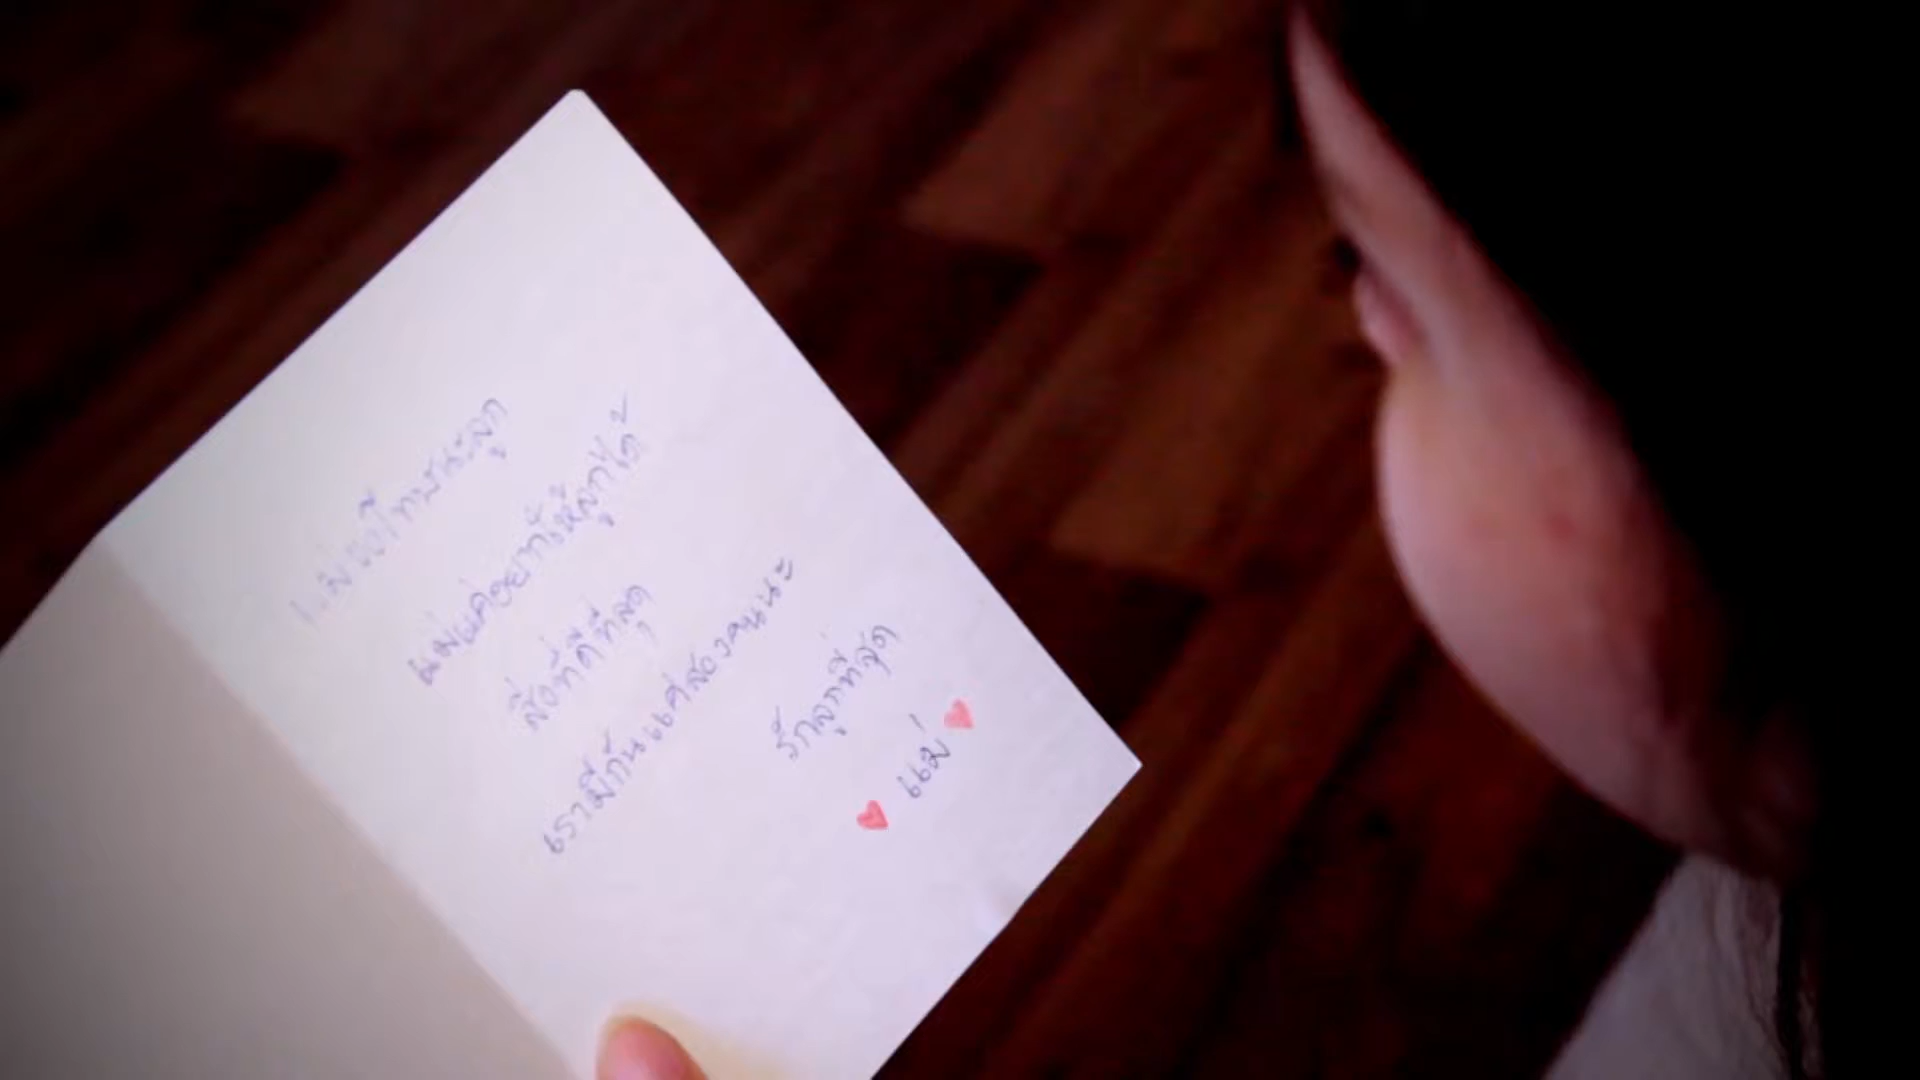 แม่ขอโทษนะลูก
แม่แค่อยากให้ลูกได้
สิ่งที่ดีที่สุด
เรามีกันแค่สองคนนะ
รักลูกที่สุด
แม่